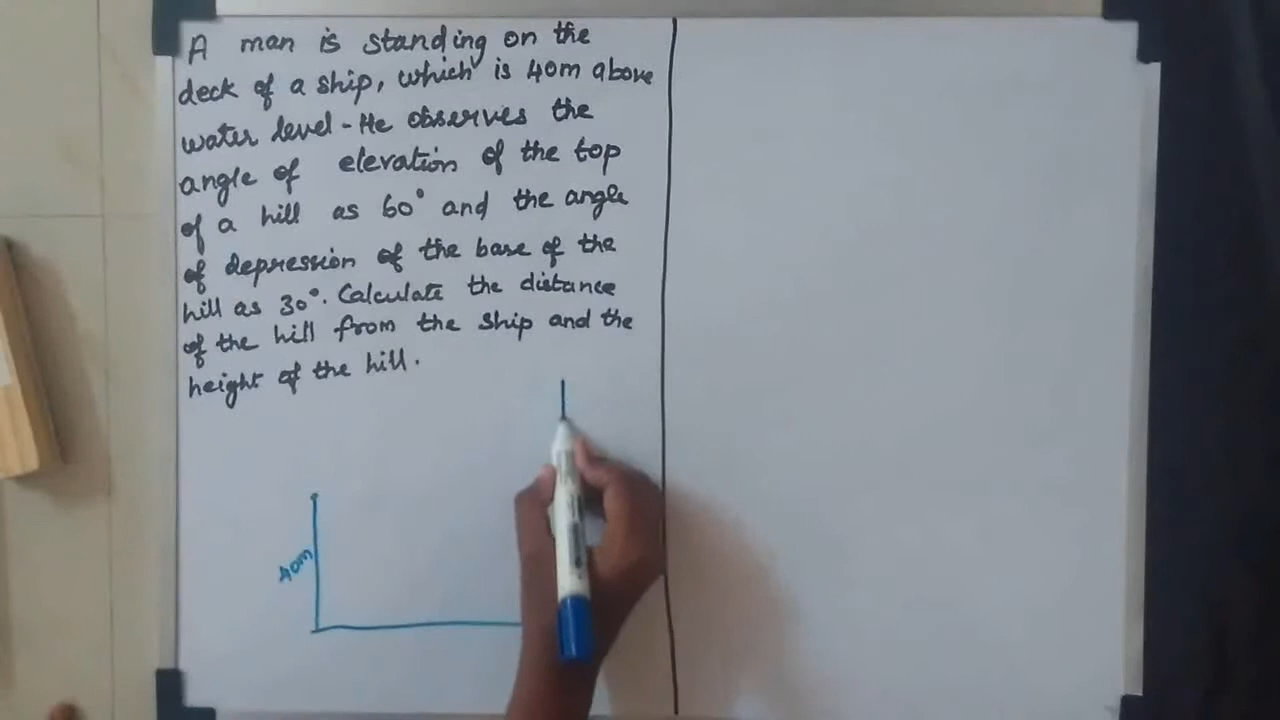 A man is standing on the
deck of a ship, which is 40m above
water level - He observes the
angle of elevation of the top
of a hill as 60° and the angle
of depression of the base of the
hill as 30°. Calculate the distance
of the hill from the ship and the
height of the hill.
40m